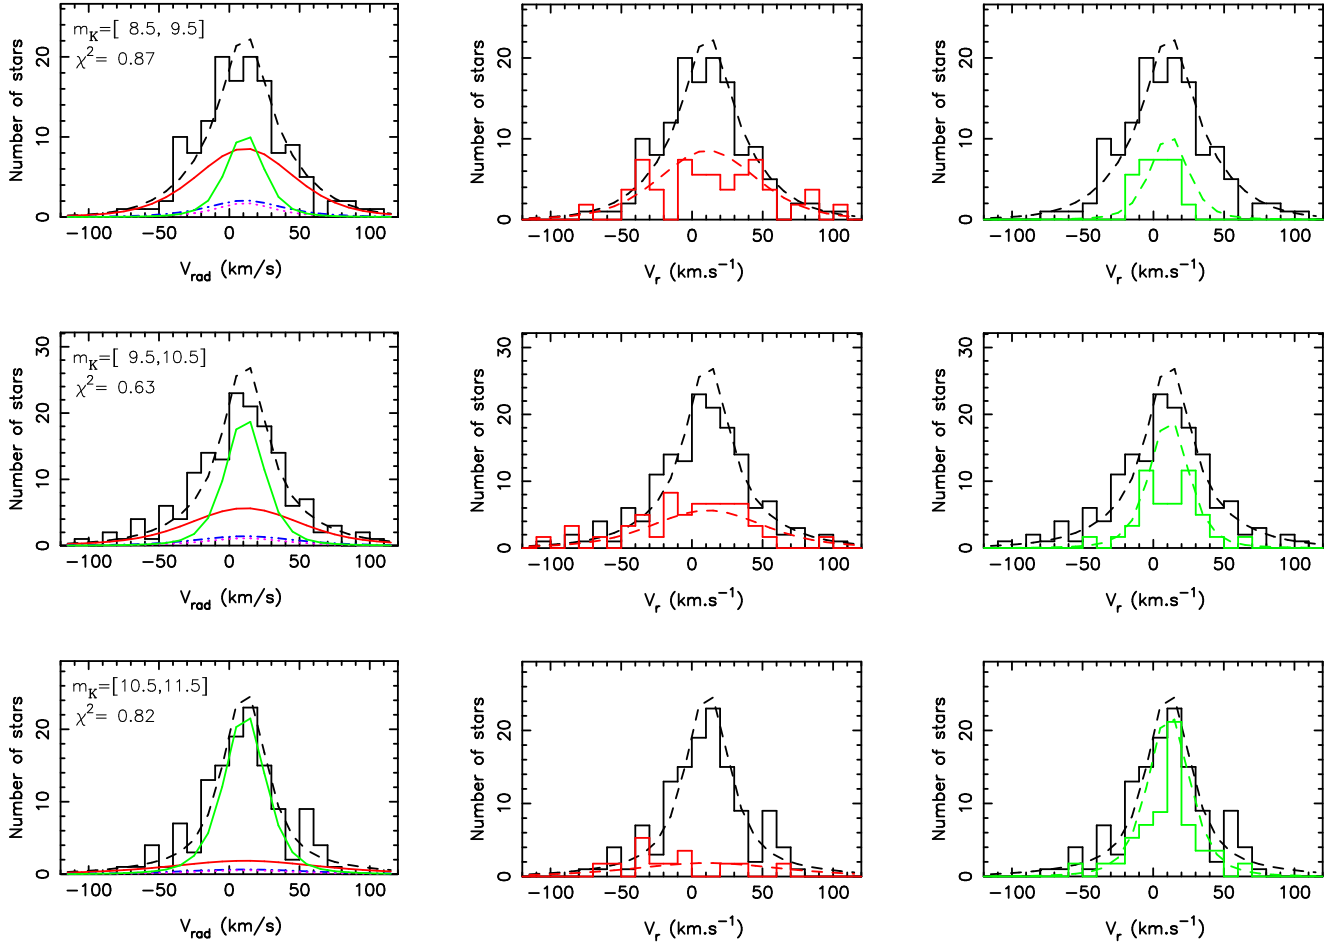 m_K=[ 8.5, 9.5]
χ²= 0.87
Number of stars
0 10 20
−100 −50 0 50 100
V_rad (km/s)
Number of stars
0 10 20
−100 −50 0 50 100
V_r (km.s⁻¹)
Number of stars
0 10 20
−100 −50 0 50 100
V_r (km.s⁻¹)
m_K=[ 9.5,10.5]
χ²= 0.63
Number of stars
0 10 20 30
−100 −50 0 50 100
V_rad (km/s)
Number of stars
0 10 20 30
−100 −50 0 50 100
V_r (km.s⁻¹)
Number of stars
0 10 20 30
−100 −50 0 50 100
V_r (km.s⁻¹)
m_K=[10.5,11.5]
χ²= 0.82
Number of stars
0 10 20
−100 −50 0 50 100
V_rad (km/s)
Number of stars
0 10 20
−100 −50 0 50 100
V_r (km.s⁻¹)
Number of stars
0 10 20
−100 −50 0 50 100
V_r (km.s⁻¹)